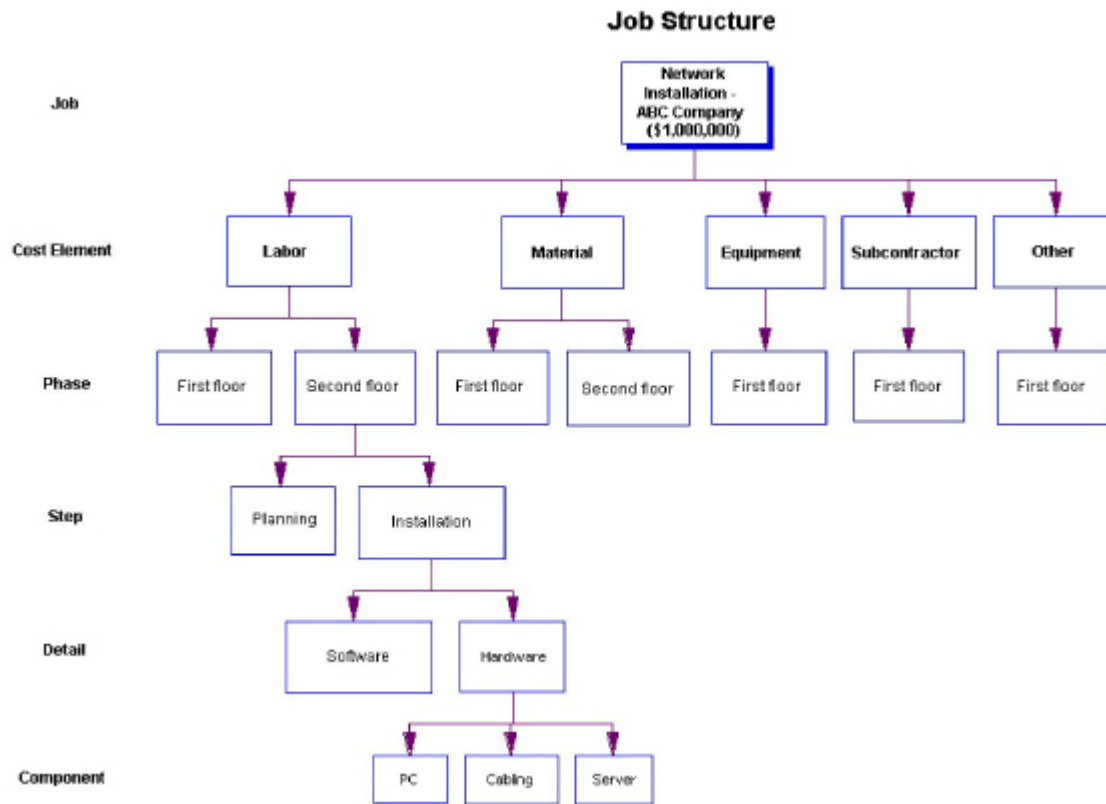 Job Structure
Job
Network
Installation -
ABC Company
($1,000,000)
Cost Element
Labor
Material
Equipment
Subcontractor
Other
Phase
First floor
Second floor
First floor
Second floor
First floor
First floor
First floor
Step
Planning
Installation
Detail
Software
Hardware
Component
PC
Cabling
Server